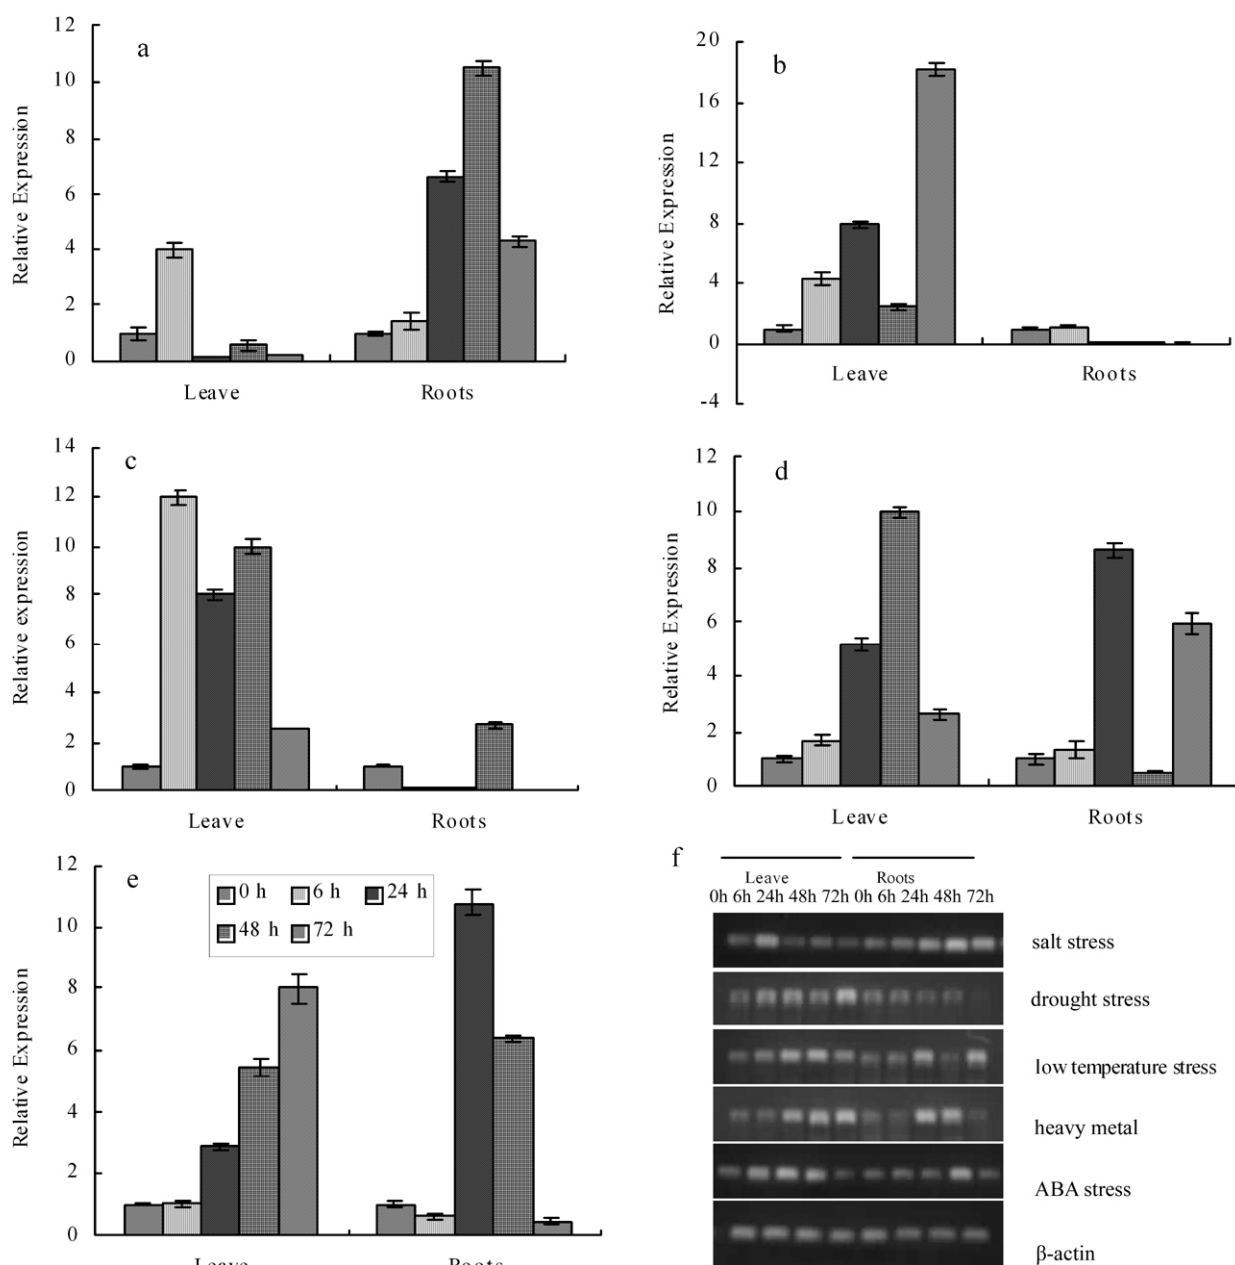 a
12
10
8
6
4
2
0
Relative Expression
Leave Roots
b
20
16
12
8
4
0
-4
Relative Expression
Leave Roots
c
14
12
10
8
6
4
2
0
Relative expression
Leave Roots
d
12
10
8
6
4
2
0
Relative Expression
Leave Roots
e
12
10
8
6
4
2
0
Relative Expression
0 h 6 h 24 h
48 h 72 h
Leave Roots
f
Leave Roots
0h 6h 24h 48h 72h 0h 6h 24h 48h 72h
salt stress
drought stress
low temperature stress
heavy metal
ABA stress
β-actin